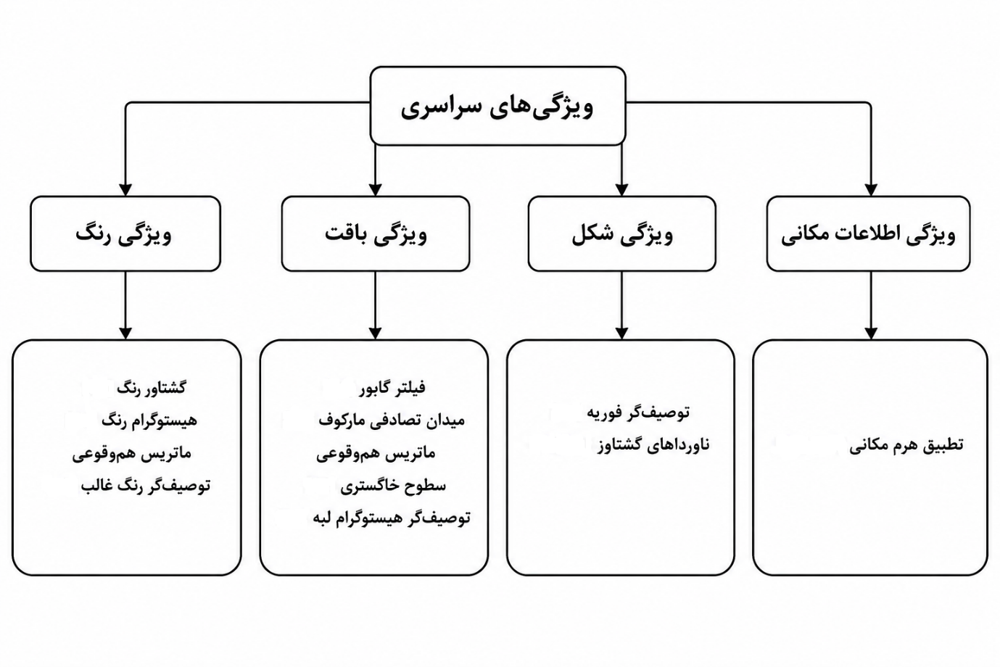 ویژگی‌های سراسری
ویژگی اطلاعات مکانی
ویژگی شکل
ویژگی باقت
ویژگی رنگ
تطبیق هرم مکانی
توصیف‌گر فوریه
ناورداهای گشتاوز
فیلتر گابور
میدان تصادفی مارکوف
ماتریس هم‌وقوعی
سطوح خاگستری
توصیف‌گر هیستوگرام لبه
گشتاور رنگ
هیستوگرام رنگ
ماتریس هم‌وقوعی
توصیف‌گر رنگ غالب